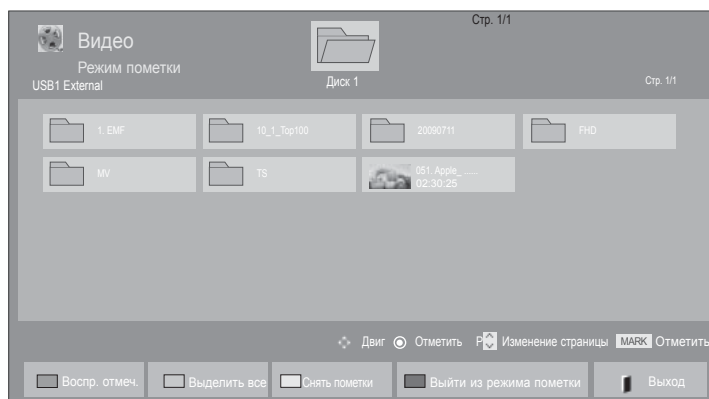 Стр. 1/1
Видео
Режим пометки
USB1 External
Диск 1
Стр. 1/1
1. EMF
10_1_Top100
20090711
FHD
MV
TS
051. Apple_ ......
02:30:25
Двиг
Отметить
P
Изменение страницы
MARK Отметить
Воспр. отмеч.
Выделить все
Снять пометки
Выйти из режима пометки
Выход